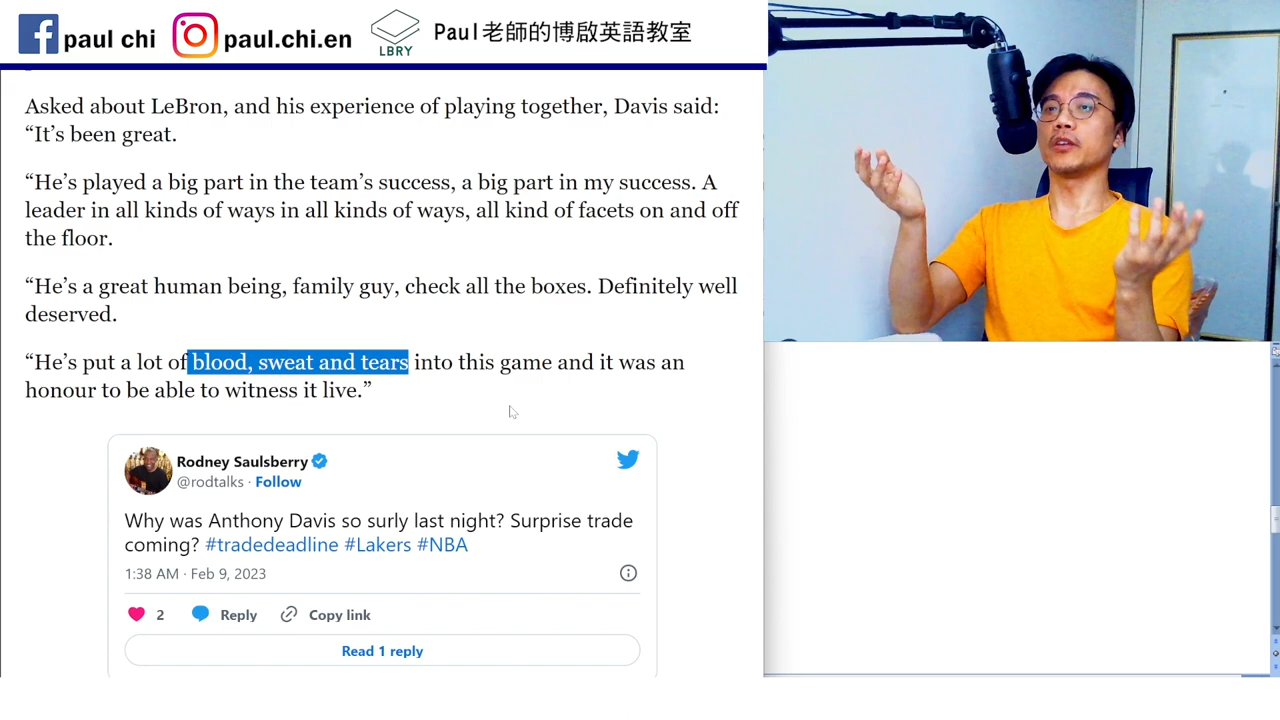 paul chi
paul.chi.en
LBRY
Paul老師的博啟英語教室
Asked about LeBron, and his experience of playing together, Davis said:
“It’s been great.
“He’s played a big part in the team’s success, a big part in my success. A
leader in all kinds of ways in all kinds of ways, all kind of facets on and off
the floor.
“He’s a great human being, family guy, check all the boxes. Definitely well
deserved.
“He’s put a lot of blood, sweat and tears into this game and it was an
honour to be able to witness it live.”
Rodney Saulsberry
@rodtalks · Follow
Why was Anthony Davis so surly last night? Surprise trade
coming? #tradedeadline #Lakers #NBA
1:38 AM · Feb 9, 2023
2 Reply Copy link
Read 1 reply